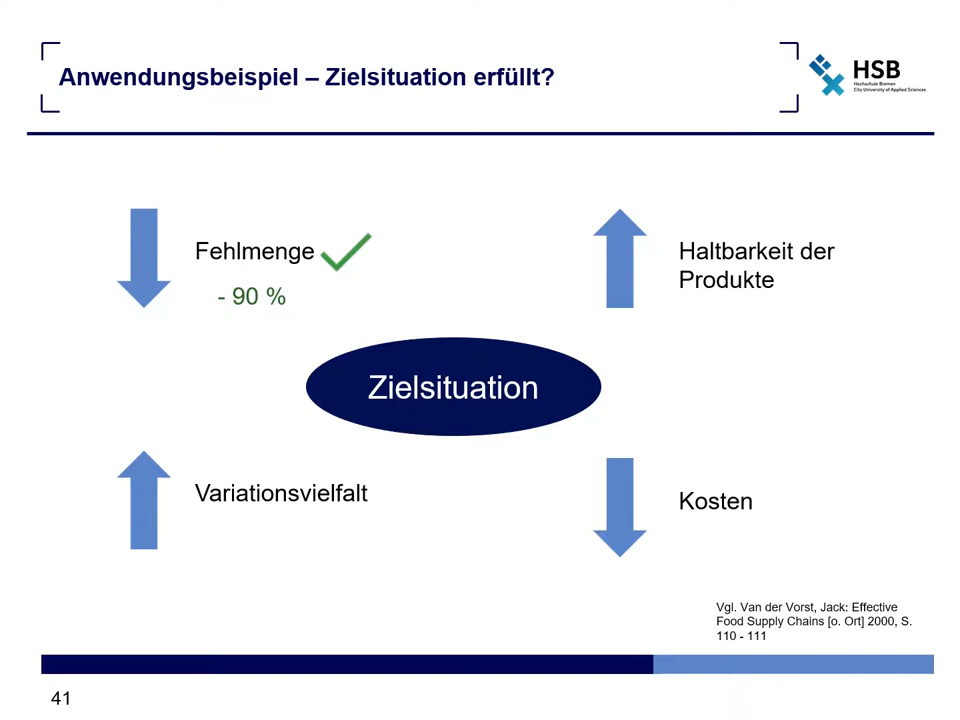 Anwendungsbeispiel – Zielsituation erfüllt?
HSB
Hochschule Bremen
City University of Applied Sciences
Fehlmenge
- 90 %
Haltbarkeit der
Produkte
Zielsituation
Variationsvielfalt
Kosten
Vgl. Van der Vorst, Jack: Effective
Food Supply Chains [o. Ort] 2000, S.
110 - 111
41